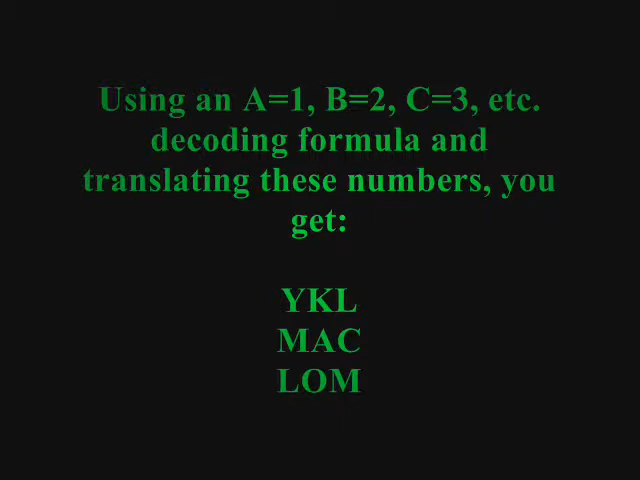 Using an A=1, B=2, C=3, etc.
decoding formula and
translating these numbers, you
get:
YKL
MAC
LOM